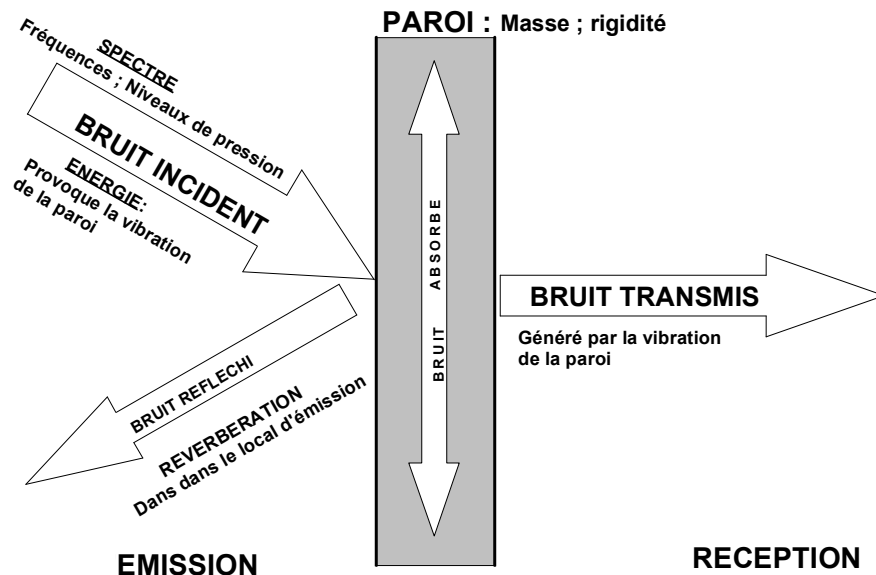 PAROI : Masse ; rigidité
SPECTRE
Fréquences ; Niveaux de pression
BRUIT INCIDENT
ENERGIE:
Provoque la vibration
de la paroi
BRUIT ABSORBE
BRUIT TRANSMIS
Généré par la vibration
de la paroi
BRUIT REFLECHI
REVERBERATION
Dans dans le local d'émission
EMISSION
RECEPTION